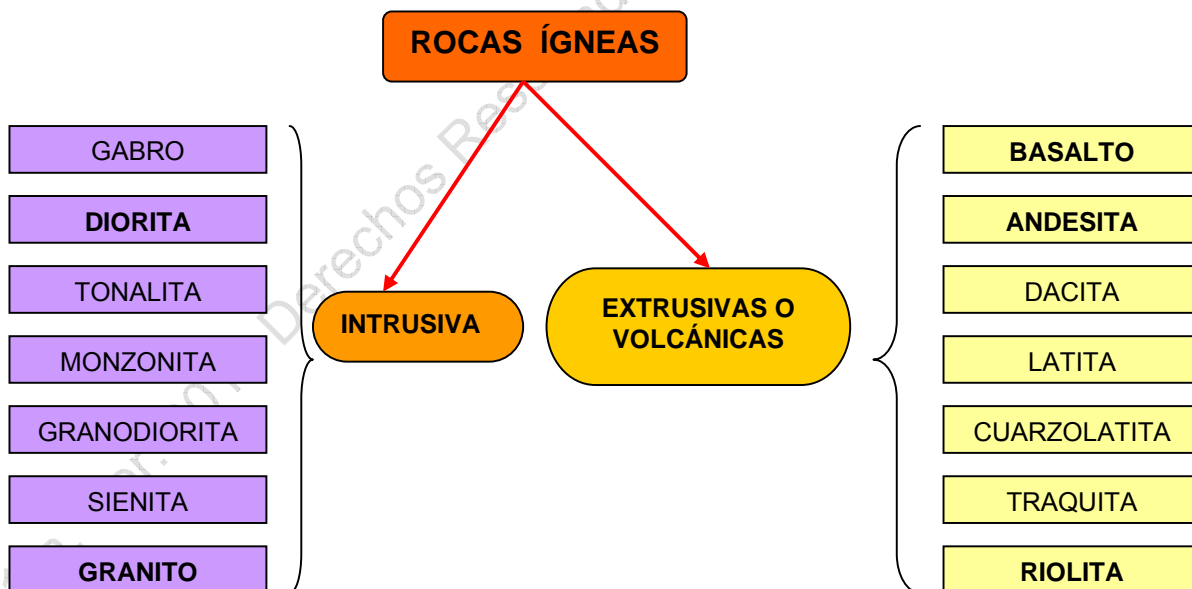 ROCAS ÍGNEAS
GABRO
DIORITA
TONALITA
MONZONITA
GRANODIORITA
SIENITA
GRANITO
INTRUSIVA
EXTRUSIVAS O
VOLCÁNICAS
BASALTO
ANDESITA
DACITA
LATITA
CUARZOLATITA
TRAQUITA
RIOLITA
Derechos